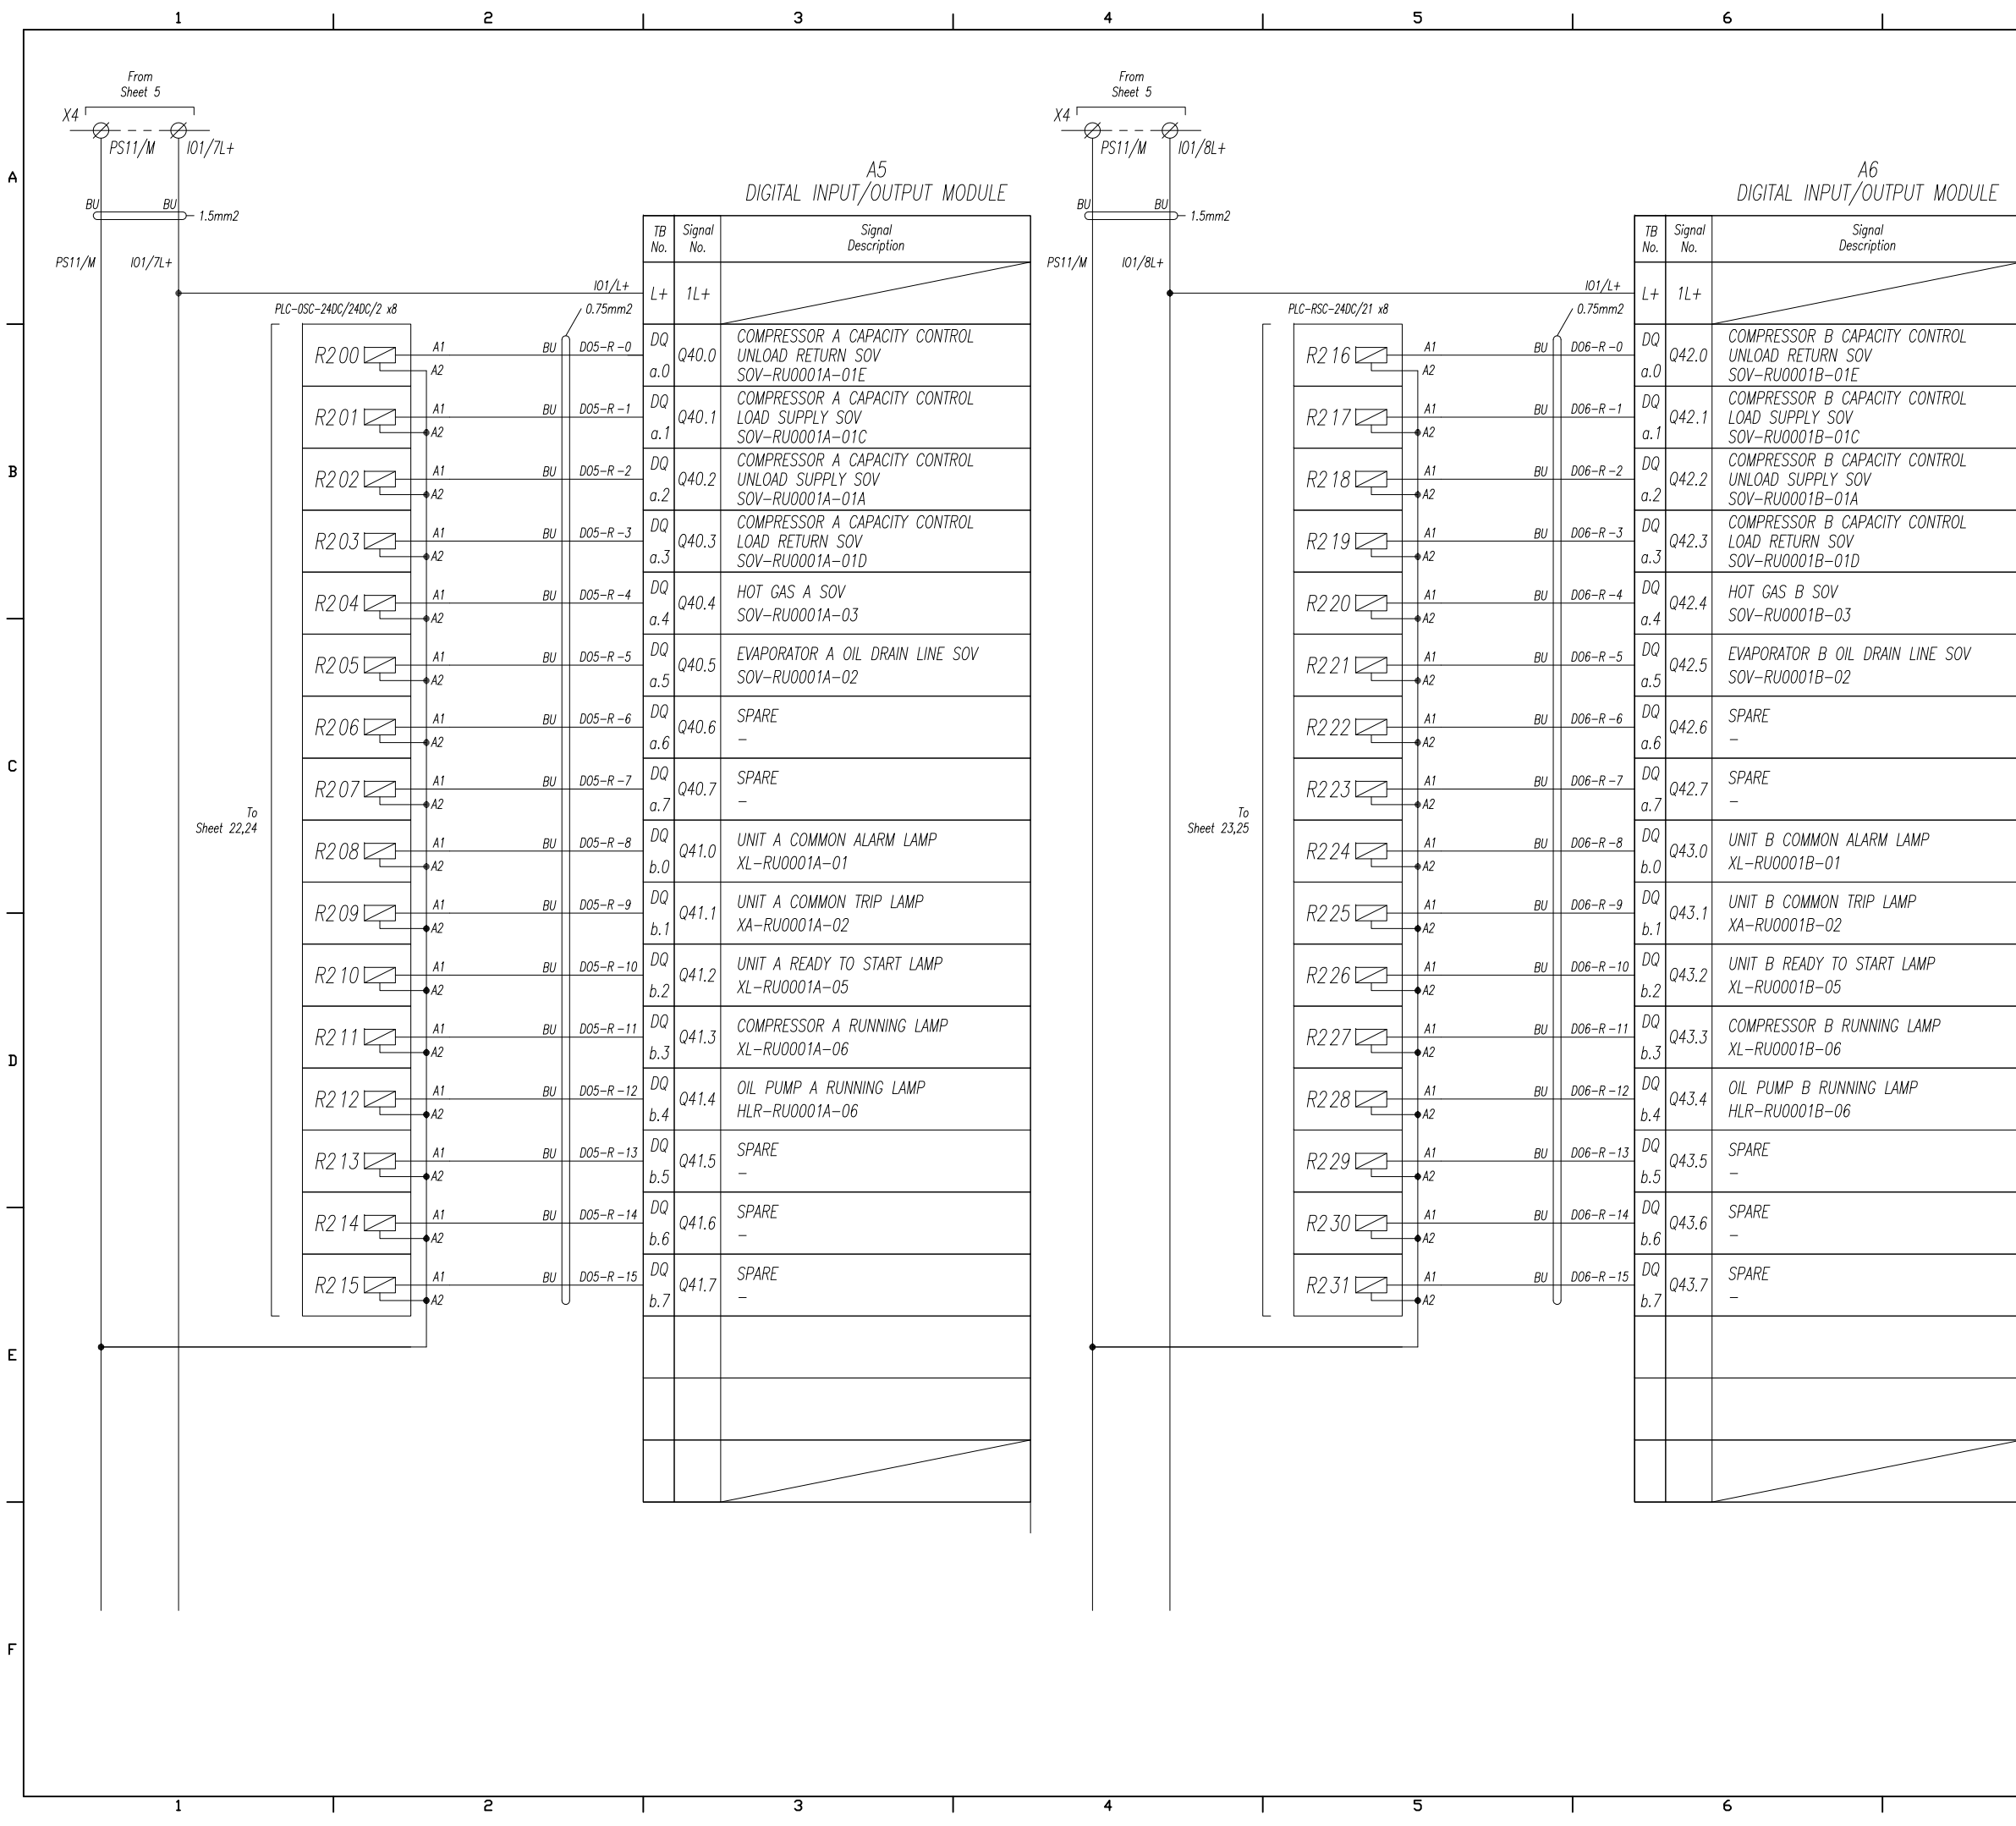 1 2 3 4 5 6
From
Sheet 5
X4
PS11/M I01/7L+
BU BU
1.5mm2
PS11/M I01/7L+
A5
DIGITAL INPUT/OUTPUT MODULE
TB No. Signal No. Signal Description
I01/L+ L+ 1L+
PLC-OSC-24DC/24DC/2 x8
0.75mm2
To
Sheet 22,24
R200 A1 A2 BU D05-R-0 DQ a.0 Q40.0 COMPRESSOR A CAPACITY CONTROL
UNLOAD RETURN SOV
SOV-RU0001A-01E
R201 A1 A2 BU D05-R-1 DQ a.1 Q40.1 COMPRESSOR A CAPACITY CONTROL
LOAD SUPPLY SOV
SOV-RU0001A-01C
R202 A1 A2 BU D05-R-2 DQ a.2 Q40.2 COMPRESSOR A CAPACITY CONTROL
UNLOAD SUPPLY SOV
SOV-RU0001A-01A
R203 A1 A2 BU D05-R-3 DQ a.3 Q40.3 COMPRESSOR A CAPACITY CONTROL
LOAD RETURN SOV
SOV-RU0001A-01D
R204 A1 A2 BU D05-R-4 DQ a.4 Q40.4 HOT GAS A SOV
SOV-RU0001A-03
R205 A1 A2 BU D05-R-5 DQ a.5 Q40.5 EVAPORATOR A OIL DRAIN LINE SOV
SOV-RU0001A-02
R206 A1 A2 BU D05-R-6 DQ a.6 Q40.6 SPARE
-
R207 A1 A2 BU D05-R-7 DQ a.7 Q40.7 SPARE
-
R208 A1 A2 BU D05-R-8 DQ b.0 Q41.0 UNIT A COMMON ALARM LAMP
XL-RU0001A-01
R209 A1 A2 BU D05-R-9 DQ b.1 Q41.1 UNIT A COMMON TRIP LAMP
XA-RU0001A-02
R210 A1 A2 BU D05-R-10 DQ b.2 Q41.2 UNIT A READY TO START LAMP
XL-RU0001A-05
R211 A1 A2 BU D05-R-11 DQ b.3 Q41.3 COMPRESSOR A RUNNING LAMP
XL-RU0001A-06
R212 A1 A2 BU D05-R-12 DQ b.4 Q41.4 OIL PUMP A RUNNING LAMP
HLR-RU0001A-06
R213 A1 A2 BU D05-R-13 DQ b.5 Q41.5 SPARE
-
R214 A1 A2 BU D05-R-14 DQ b.6 Q41.6 SPARE
-
R215 A1 A2 BU D05-R-15 DQ b.7 Q41.7 SPARE
-
From
Sheet 5
X4
PS11/M I01/8L+
BU BU
1.5mm2
PS11/M I01/8L+
A6
DIGITAL INPUT/OUTPUT MODULE
TB No. Signal No. Signal Description
I01/L+ L+ 1L+
PLC-RSC-24DC/21 x8
0.75mm2
To
Sheet 23,25
R216 A1 A2 BU D06-R-0 DQ a.0 Q42.0 COMPRESSOR B CAPACITY CONTROL
UNLOAD RETURN SOV
SOV-RU0001B-01E
R217 A1 A2 BU D06-R-1 DQ a.1 Q42.1 COMPRESSOR B CAPACITY CONTROL
LOAD SUPPLY SOV
SOV-RU0001B-01C
R218 A1 A2 BU D06-R-2 DQ a.2 Q42.2 COMPRESSOR B CAPACITY CONTROL
UNLOAD SUPPLY SOV
SOV-RU0001B-01A
R219 A1 A2 BU D06-R-3 DQ a.3 Q42.3 COMPRESSOR B CAPACITY CONTROL
LOAD RETURN SOV
SOV-RU0001B-01D
R220 A1 A2 BU D06-R-4 DQ a.4 Q42.4 HOT GAS B SOV
SOV-RU0001B-03
R221 A1 A2 BU D06-R-5 DQ a.5 Q42.5 EVAPORATOR B OIL DRAIN LINE SOV
SOV-RU0001B-02
R222 A1 A2 BU D06-R-6 DQ a.6 Q42.6 SPARE
-
R223 A1 A2 BU D06-R-7 DQ a.7 Q42.7 SPARE
-
R224 A1 A2 BU D06-R-8 DQ b.0 Q43.0 UNIT B COMMON ALARM LAMP
XL-RU0001B-01
R225 A1 A2 BU D06-R-9 DQ b.1 Q43.1 UNIT B COMMON TRIP LAMP
XA-RU0001B-02
R226 A1 A2 BU D06-R-10 DQ b.2 Q43.2 UNIT B READY TO START LAMP
XL-RU0001B-05
R227 A1 A2 BU D06-R-11 DQ b.3 Q43.3 COMPRESSOR B RUNNING LAMP
XL-RU0001B-06
R228 A1 A2 BU D06-R-12 DQ b.4 Q43.4 OIL PUMP B RUNNING LAMP
HLR-RU0001B-06
R229 A1 A2 BU D06-R-13 DQ b.5 Q43.5 SPARE
-
R230 A1 A2 BU D06-R-14 DQ b.6 Q43.6 SPARE
-
R231 A1 A2 BU D06-R-15 DQ b.7 Q43.7 SPARE
-
A
B
C
D
E
F
1 2 3 4 5 6